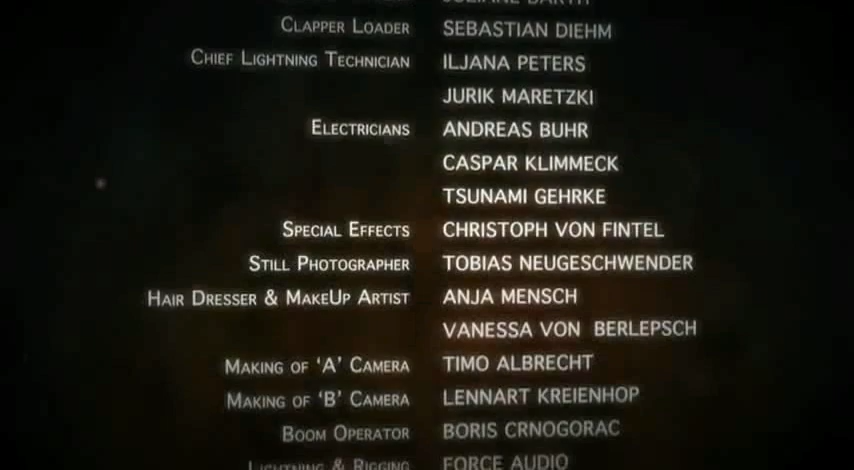 Clapper Loader SEBASTIAN DIEHM
Chief Lightning Technician ILJANA PETERS
JURIK MARETZKI
Electricians ANDREAS BUHR
CASPAR KLIMMECK
TSUNAMI GEHRKE
Special Effects CHRISTOPH VON FINTEL
Still Photographer TOBIAS NEUGESCHWENDER
Hair Dresser & MakeUp Artist ANJA MENSCH
VANESSA VON BERLEPSCH
Making of ‘A’ Camera TIMO ALBRECHT
Making of ‘B’ Camera LENNART KREIENHOP
Boom Operator BORIS CRNOGORAC
Lightning & Rigging FORCE AUDIO